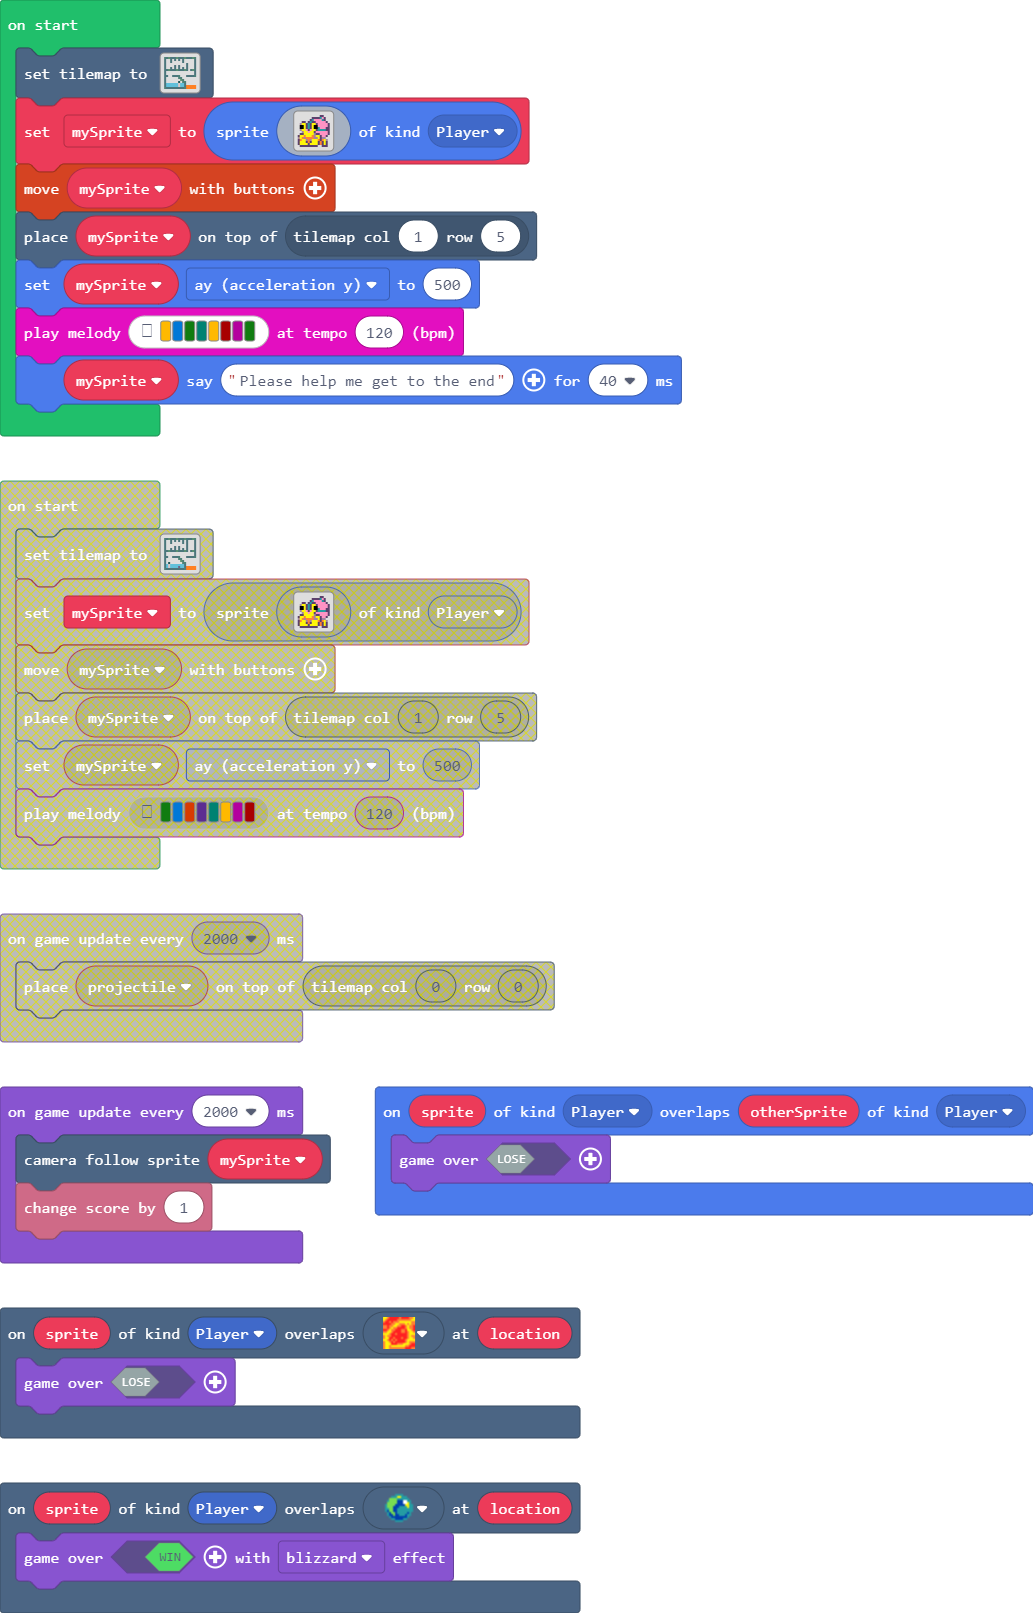 on start
set tilemap to
set mySprite to sprite of kind Player
move mySprite with buttons
place mySprite on top of tilemap col 1 row 5
set mySprite ay (acceleration y) to 500
play melody at tempo 120 (bpm)
mySprite say "Please help me get to the end" for 40 ms
on start
set tilemap to
set mySprite to sprite of kind Player
move mySprite with buttons
place mySprite on top of tilemap col 1 row 5
set mySprite ay (acceleration y) to 500
play melody at tempo 120 (bpm)
on game update every 2000 ms
place projectile on top of tilemap col 0 row 0
on game update every 2000 ms
camera follow sprite mySprite
change score by 1
on sprite of kind Player overlaps otherSprite of kind Player
game over LOSE
on sprite of kind Player overlaps at location
game over LOSE
on sprite of kind Player overlaps at location
game over WIN with blizzard effect